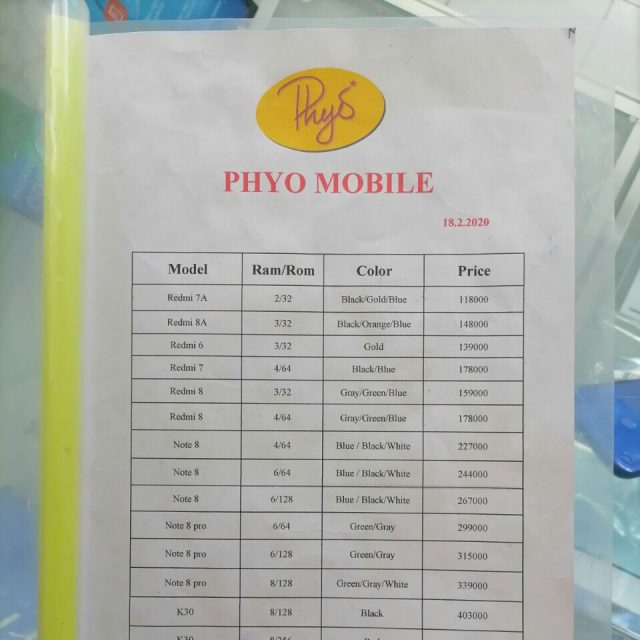 Phyo
PHYO MOBILE
18.2.2020
Model Ram/Rom Color Price
Redmi 7A 2/32 Black/Gold/Blue 118000
Redmi 8A 3/32 Black/Orange/Blue 148000
Redmi 6 3/32 Gold 139000
Redmi 7 4/64 Black/Blue 178000
Redmi 8 3/32 Gray/Green/Blue 159000
Redmi 8 4/64 Gray/Green/Blue 178000
Note 8 4/64 Blue / Black/White 227000
Note 8 6/64 Blue / Black/White 244000
Note 8 6/128 Blue / Black/White 267000
Note 8 pro 6/64 Green/Gray 299000
Note 8 pro 6/128 Green/Gray 315000
Note 8 pro 8/128 Green/Gray/White 339000
K30 8/128 Black 403000
K30 8/256